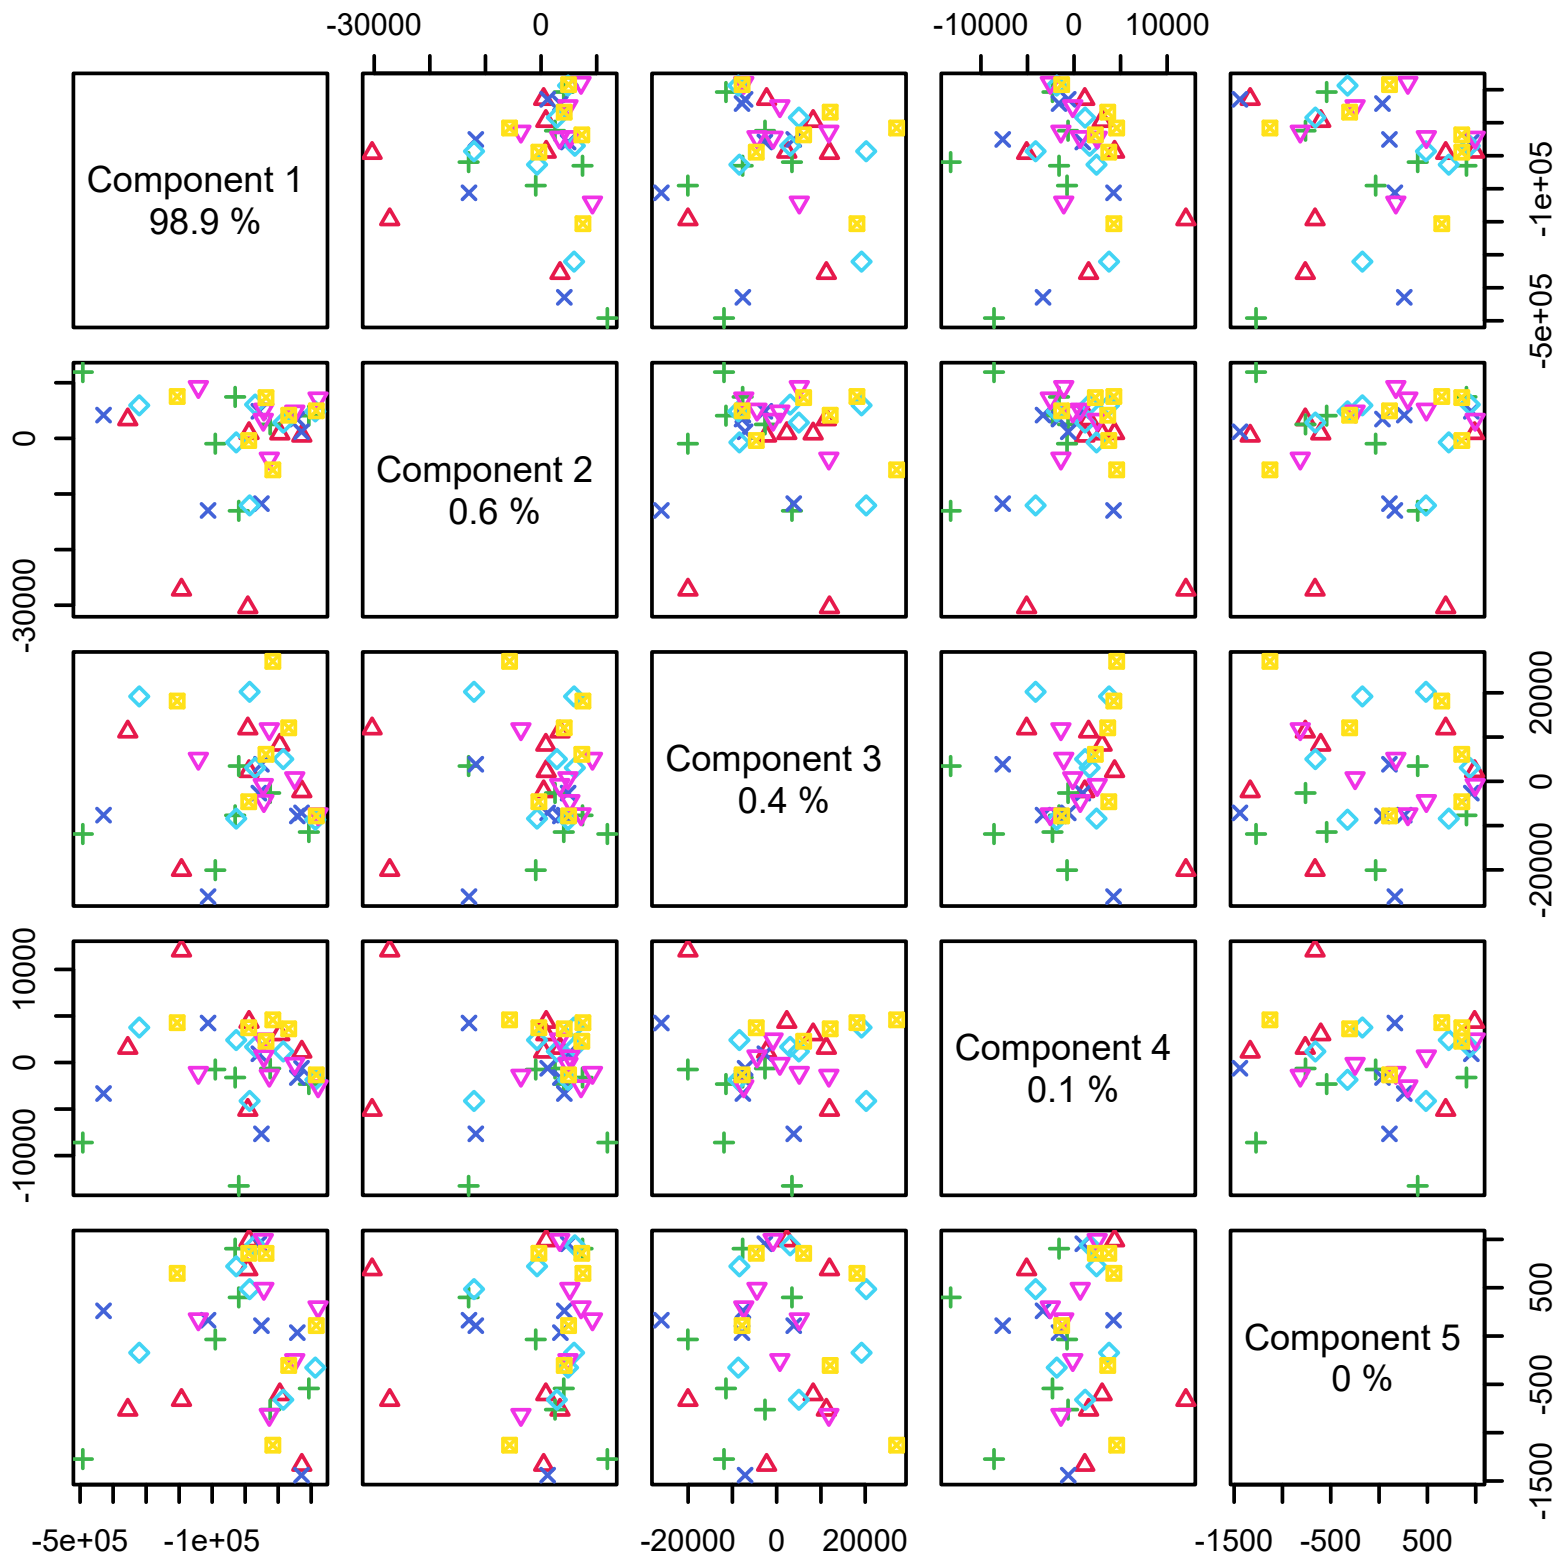 -30000 0 -10000 0 10000
Component 1
98.9 %
-5e+05 -1e+05
-30000 0
Component 2
0.6 %
Component 3
0.4 %
-20000 0 20000
-10000 0 10000
Component 4
0.1 %
Component 5
0 %
-1500 -500 500
-5e+05 -1e+05 -20000 0 20000 -1500 -500 500